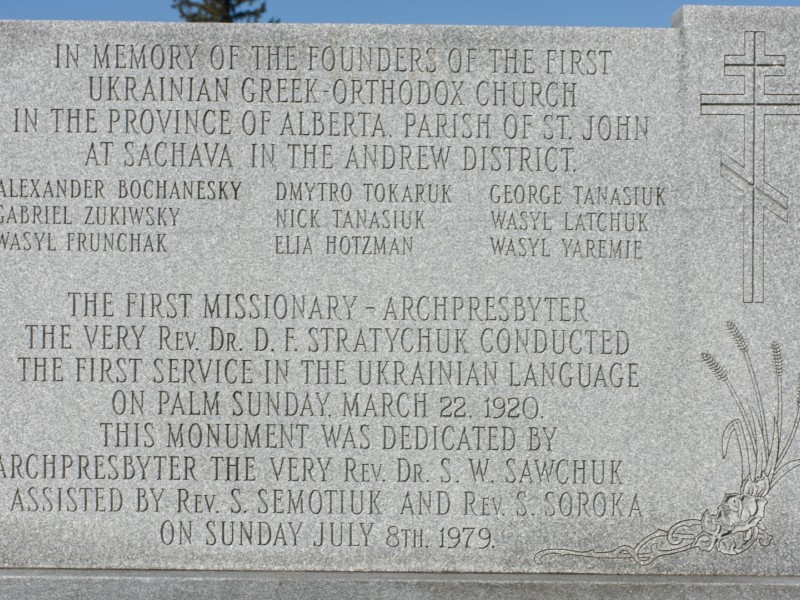 IN MEMORY OF THE FOUNDERS OF THE FIRST
UKRAINIAN GREEK-ORTHODOX CHURCH
IN THE PROVINCE OF ALBERTA, PARISH OF ST. JOHN
AT SACHAVA IN THE ANDREW DISTRICT.
ALEXANDER BOCHANESKY DMYTRO TOKARUK GEORGE TANASIUK
GABRIEL ZUKIWSKY NICK TANASIUK WASYL LATCHUK
WASYL FRUNCHAK ELIA HOTZMAN WASYL YAREMIE
THE FIRST MISSIONARY - ARCHPRESBYTER
THE VERY REV. DR. D. F. STRATYCHUK CONDUCTED
THE FIRST SERVICE IN THE UKRAINIAN LANGUAGE
ON PALM SUNDAY, MARCH 22, 1920.
THIS MONUMENT WAS DEDICATED BY
ARCHPRESBYTER THE VERY REV. DR. S. W. SAWCHUK
ASSISTED BY REV. S. SEMOTIUK AND REV. S. SOROKA
ON SUNDAY JULY 8TH, 1979.